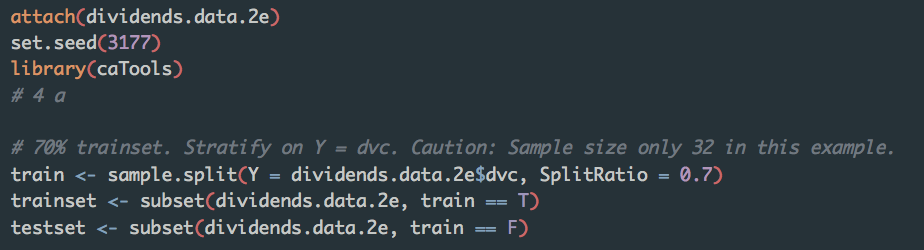 attach(dividends.data.2e)
set.seed(3177)
library(caTools)
# 4 a
# 70% trainset. Stratify on Y = dvc. Caution: Sample size only 32 in this example.
train <- sample.split(Y = dividends.data.2e$dvc, SplitRatio = 0.7)
trainset <- subset(dividends.data.2e, train == T)
testset <- subset(dividends.data.2e, train == F)